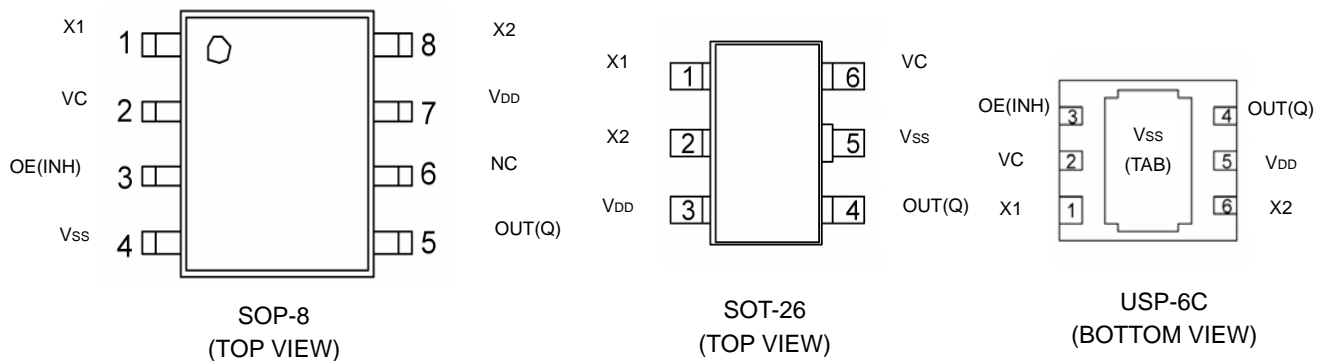 X1 1 8 X2
VC 2 7 VDD
OE(INH) 3 6 NC
VSS 4 5 OUT(Q)
SOP-8
(TOP VIEW)
X1 1 6 VC
X2 2 5 VSS
VDD 3 4 OUT(Q)
SOT-26
(TOP VIEW)
OE(INH) 3 4 OUT(Q)
VSS
(TAB)
VC 2 5 VDD
X1 1 6 X2
USP-6C
(BOTTOM VIEW)